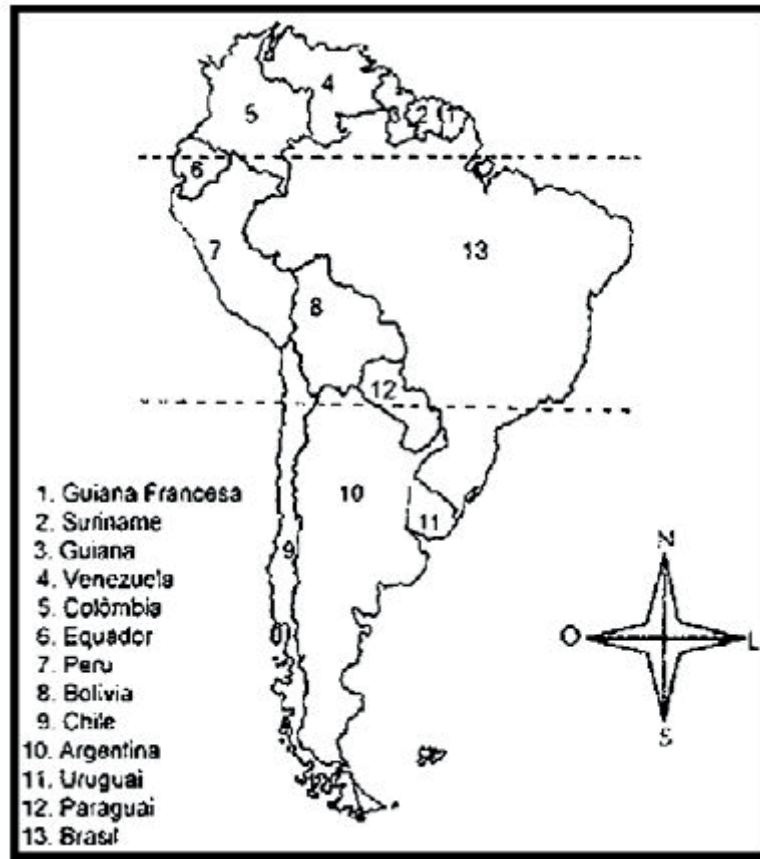 4
5
3 2 1
6
7
13
8
12
10
11
9
1. Guiana Francesa
2. Suriname
3. Guiana
4. Venezuela
5. Colômbia
6. Equador
7. Peru
8. Bolívia
9. Chile
10. Argentina
11. Uruguai
12. Paraguai
13. Brasil
N
O L
S